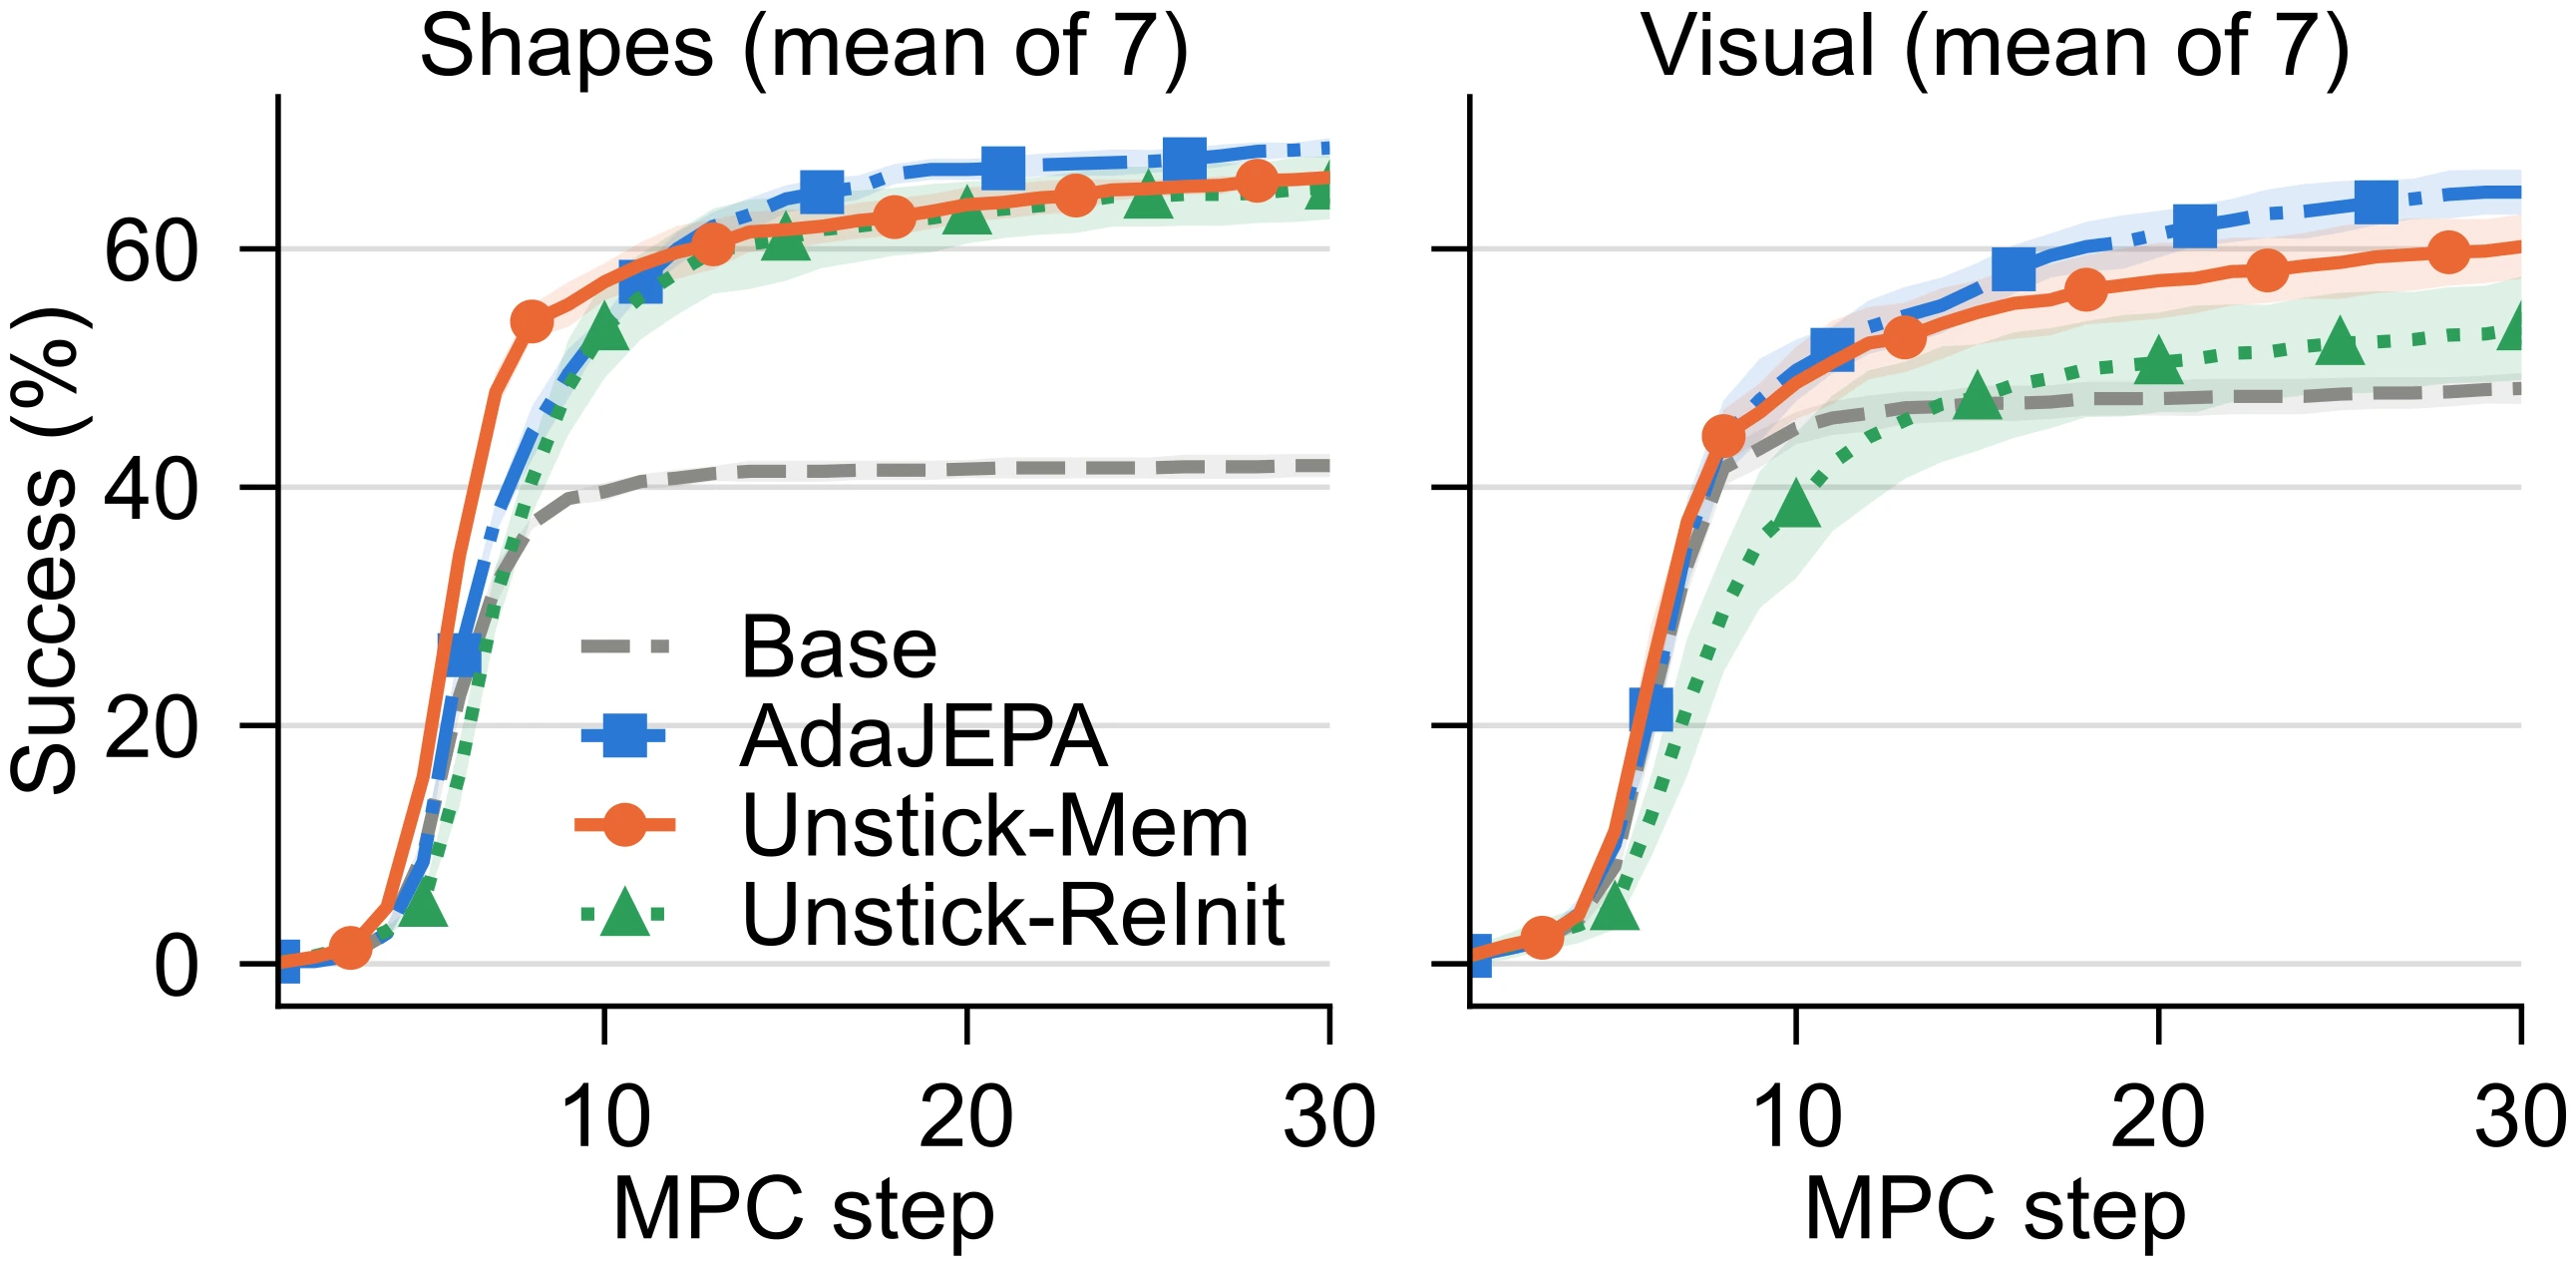 Shapes (mean of 7)
Visual (mean of 7)
Success (%)
60
40
20
0
Base
AdaJEPA
Unstick-Mem
Unstick-ReInit
10 20 30
10 20 30
MPC step
MPC step